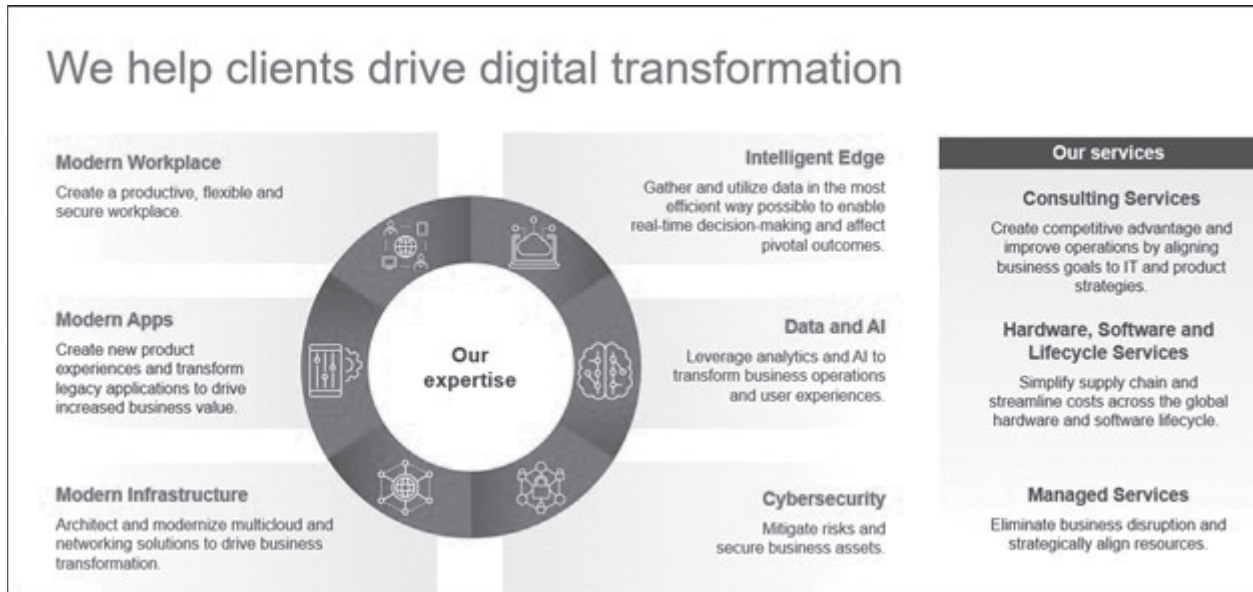 We help clients drive digital transformation
Modern Workplace
Create a productive, flexible and
secure workplace.
Modern Apps
Create new product
experiences and transform
legacy applications to drive
increased business value.
Modern Infrastructure
Architect and modernize multicloud and
networking solutions to drive business
transformation.
Our
expertise
Intelligent Edge
Gather and utilize data in the most
efficient way possible to enable
real-time decision-making and affect
pivotal outcomes.
Data and AI
Leverage analytics and AI to
transform business operations
and user experiences.
Cybersecurity
Mitigate risks and
secure business assets.
Our services
Consulting Services
Create competitive advantage and
improve operations by aligning
business goals to IT and product
strategies.
Hardware, Software and
Lifecycle Services
Simplify supply chain and
streamline costs across the global
hardware and software lifecycle.
Managed Services
Eliminate business disruption and
strategically align resources.